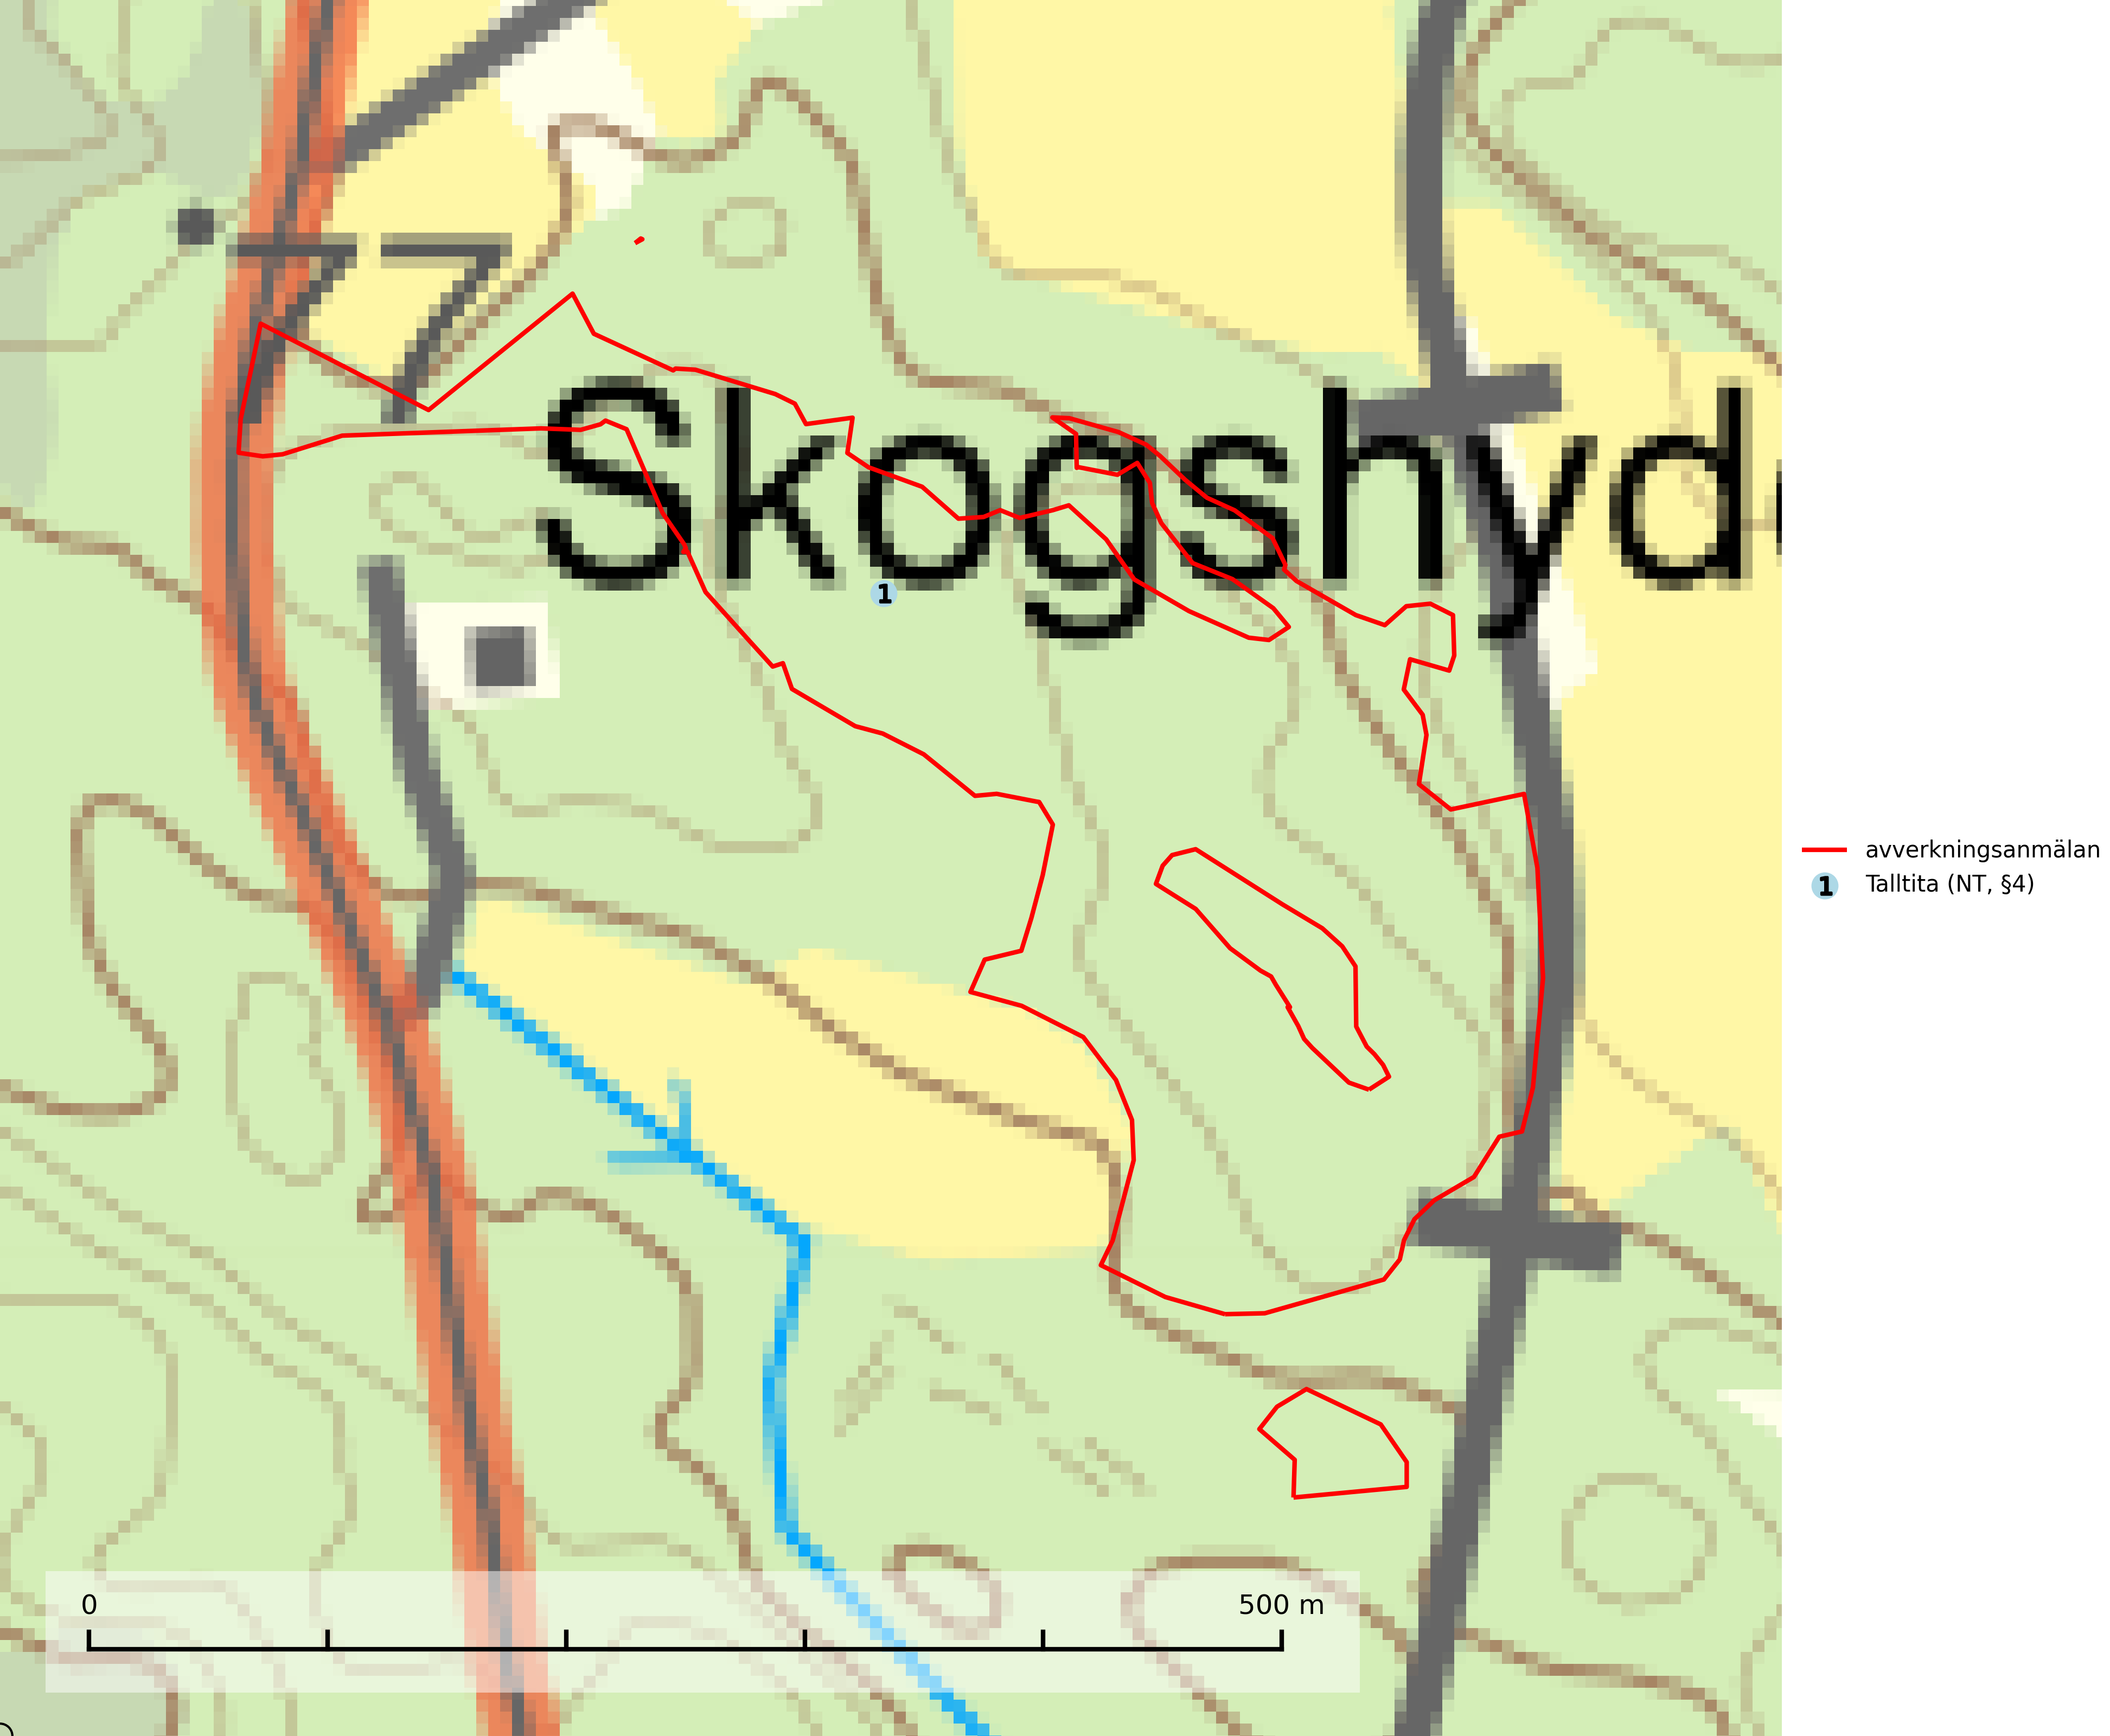 77
Skogshyd
avverkningsanmälan
1 Talltita (NT, §4)
1
0 500 m